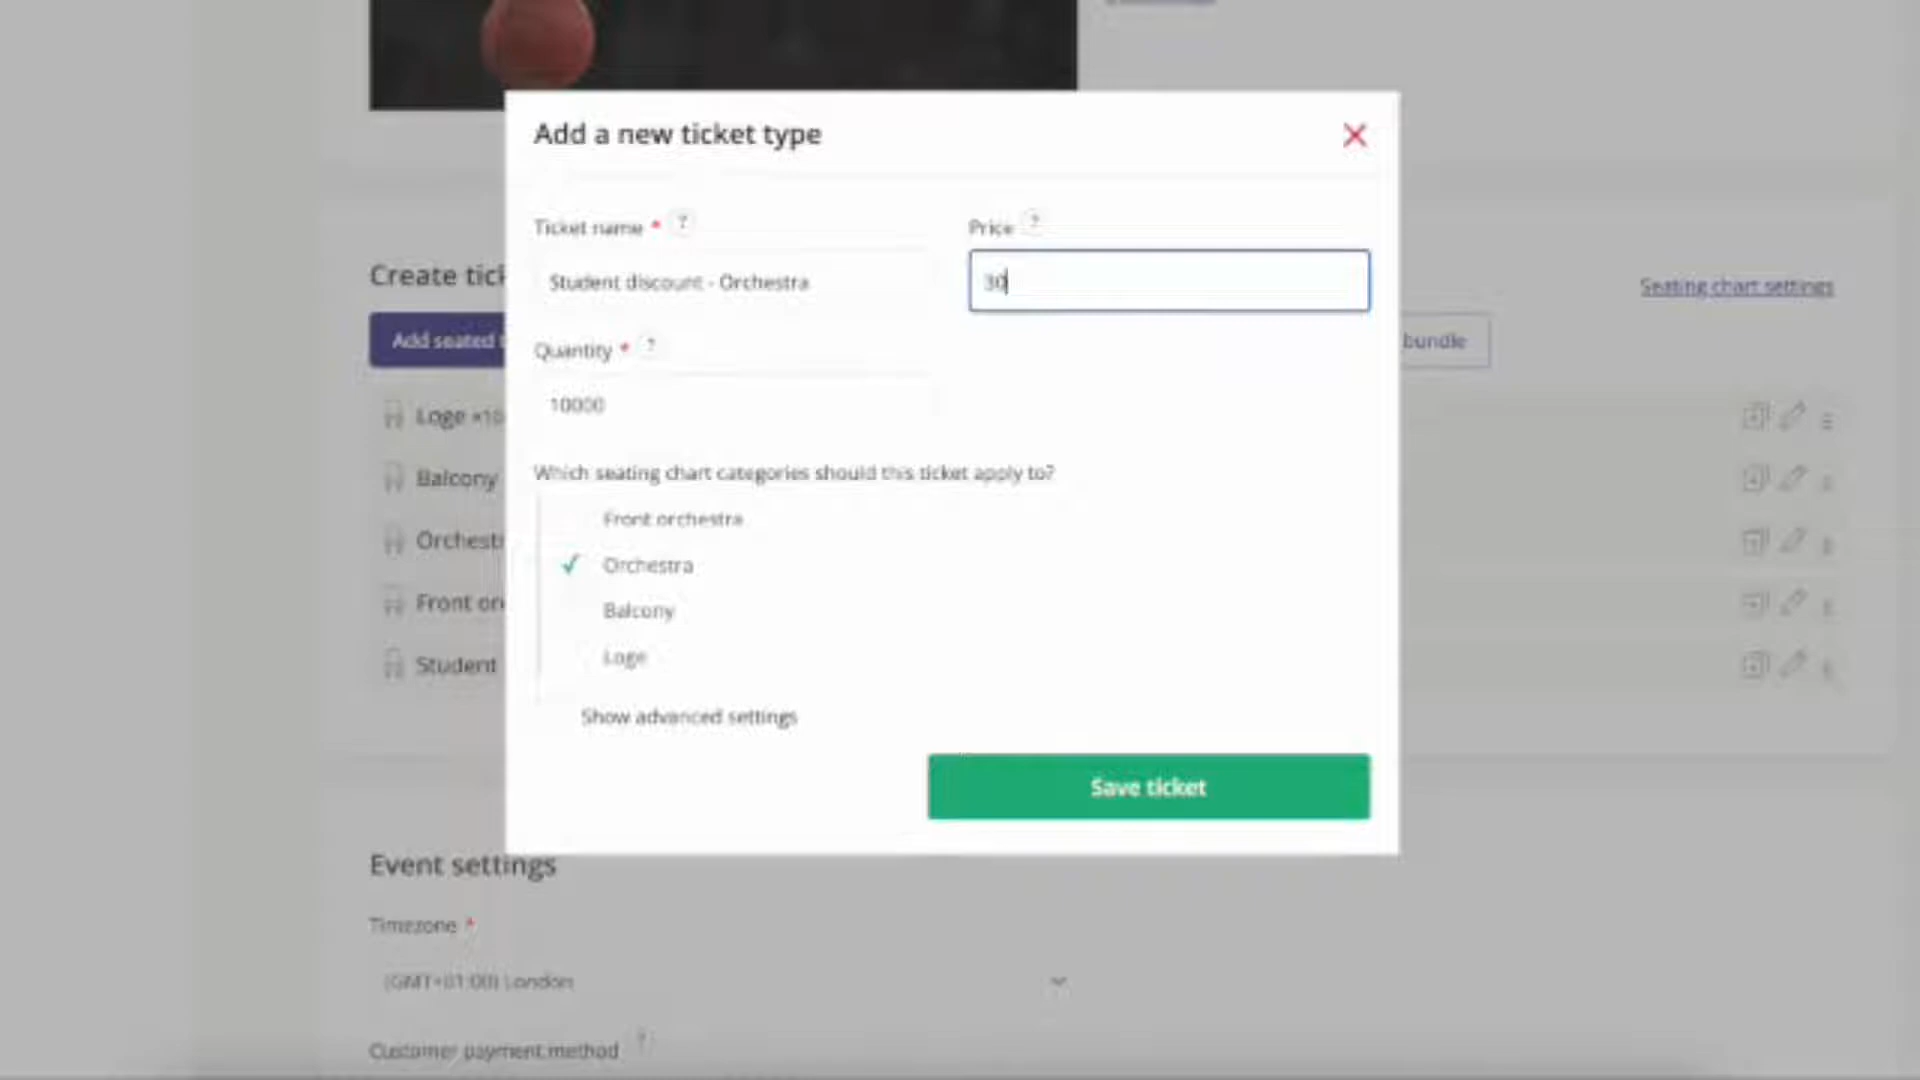 Add a new ticket type
Ticket name * ?
Price ?
Student discount - Orchestra
30
Quantity * ?
10000
Which seating chart categories should this ticket apply to?
Front orchestra
Orchestra
Balcony
Loge
Show advanced settings
Save ticket
Create tick
Seating chart settings
Add seated t
bundle
Loge
Balcony
Orchestr
Front or
Student
Event settings
Timezone *
(GMT+01:00) London
Customer payment method ?